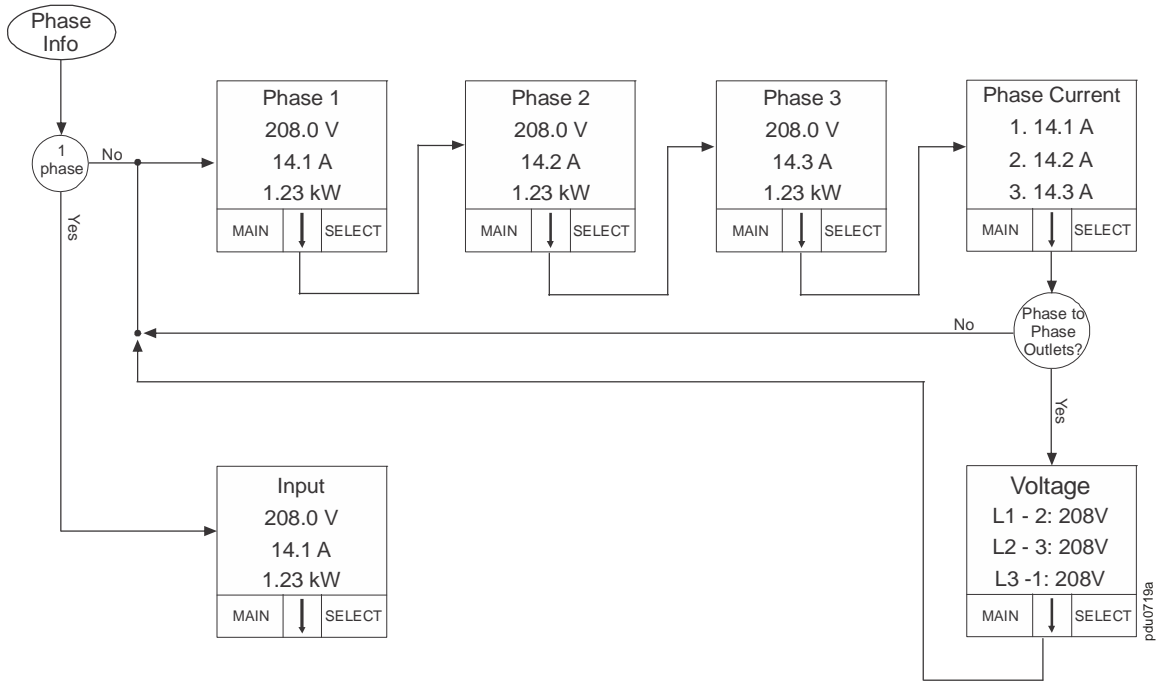 Phase
Info
1
phase
No
Yes
Phase 1
208.0 V
14.1 A
1.23 kW
MAIN
SELECT
Phase 2
208.0 V
14.2 A
1.23 kW
MAIN
SELECT
Phase 3
208.0 V
14.3 A
1.23 kW
MAIN
SELECT
Phase Current
1. 14.1 A
2. 14.2 A
3. 14.3 A
MAIN
SELECT
Phase to
Phase
Outlets?
No
Yes
Input
208.0 V
14.1 A
1.23 kW
MAIN
SELECT
Voltage
L1 - 2: 208V
L2 - 3: 208V
L3 -1: 208V
MAIN
SELECT
pdu0719a